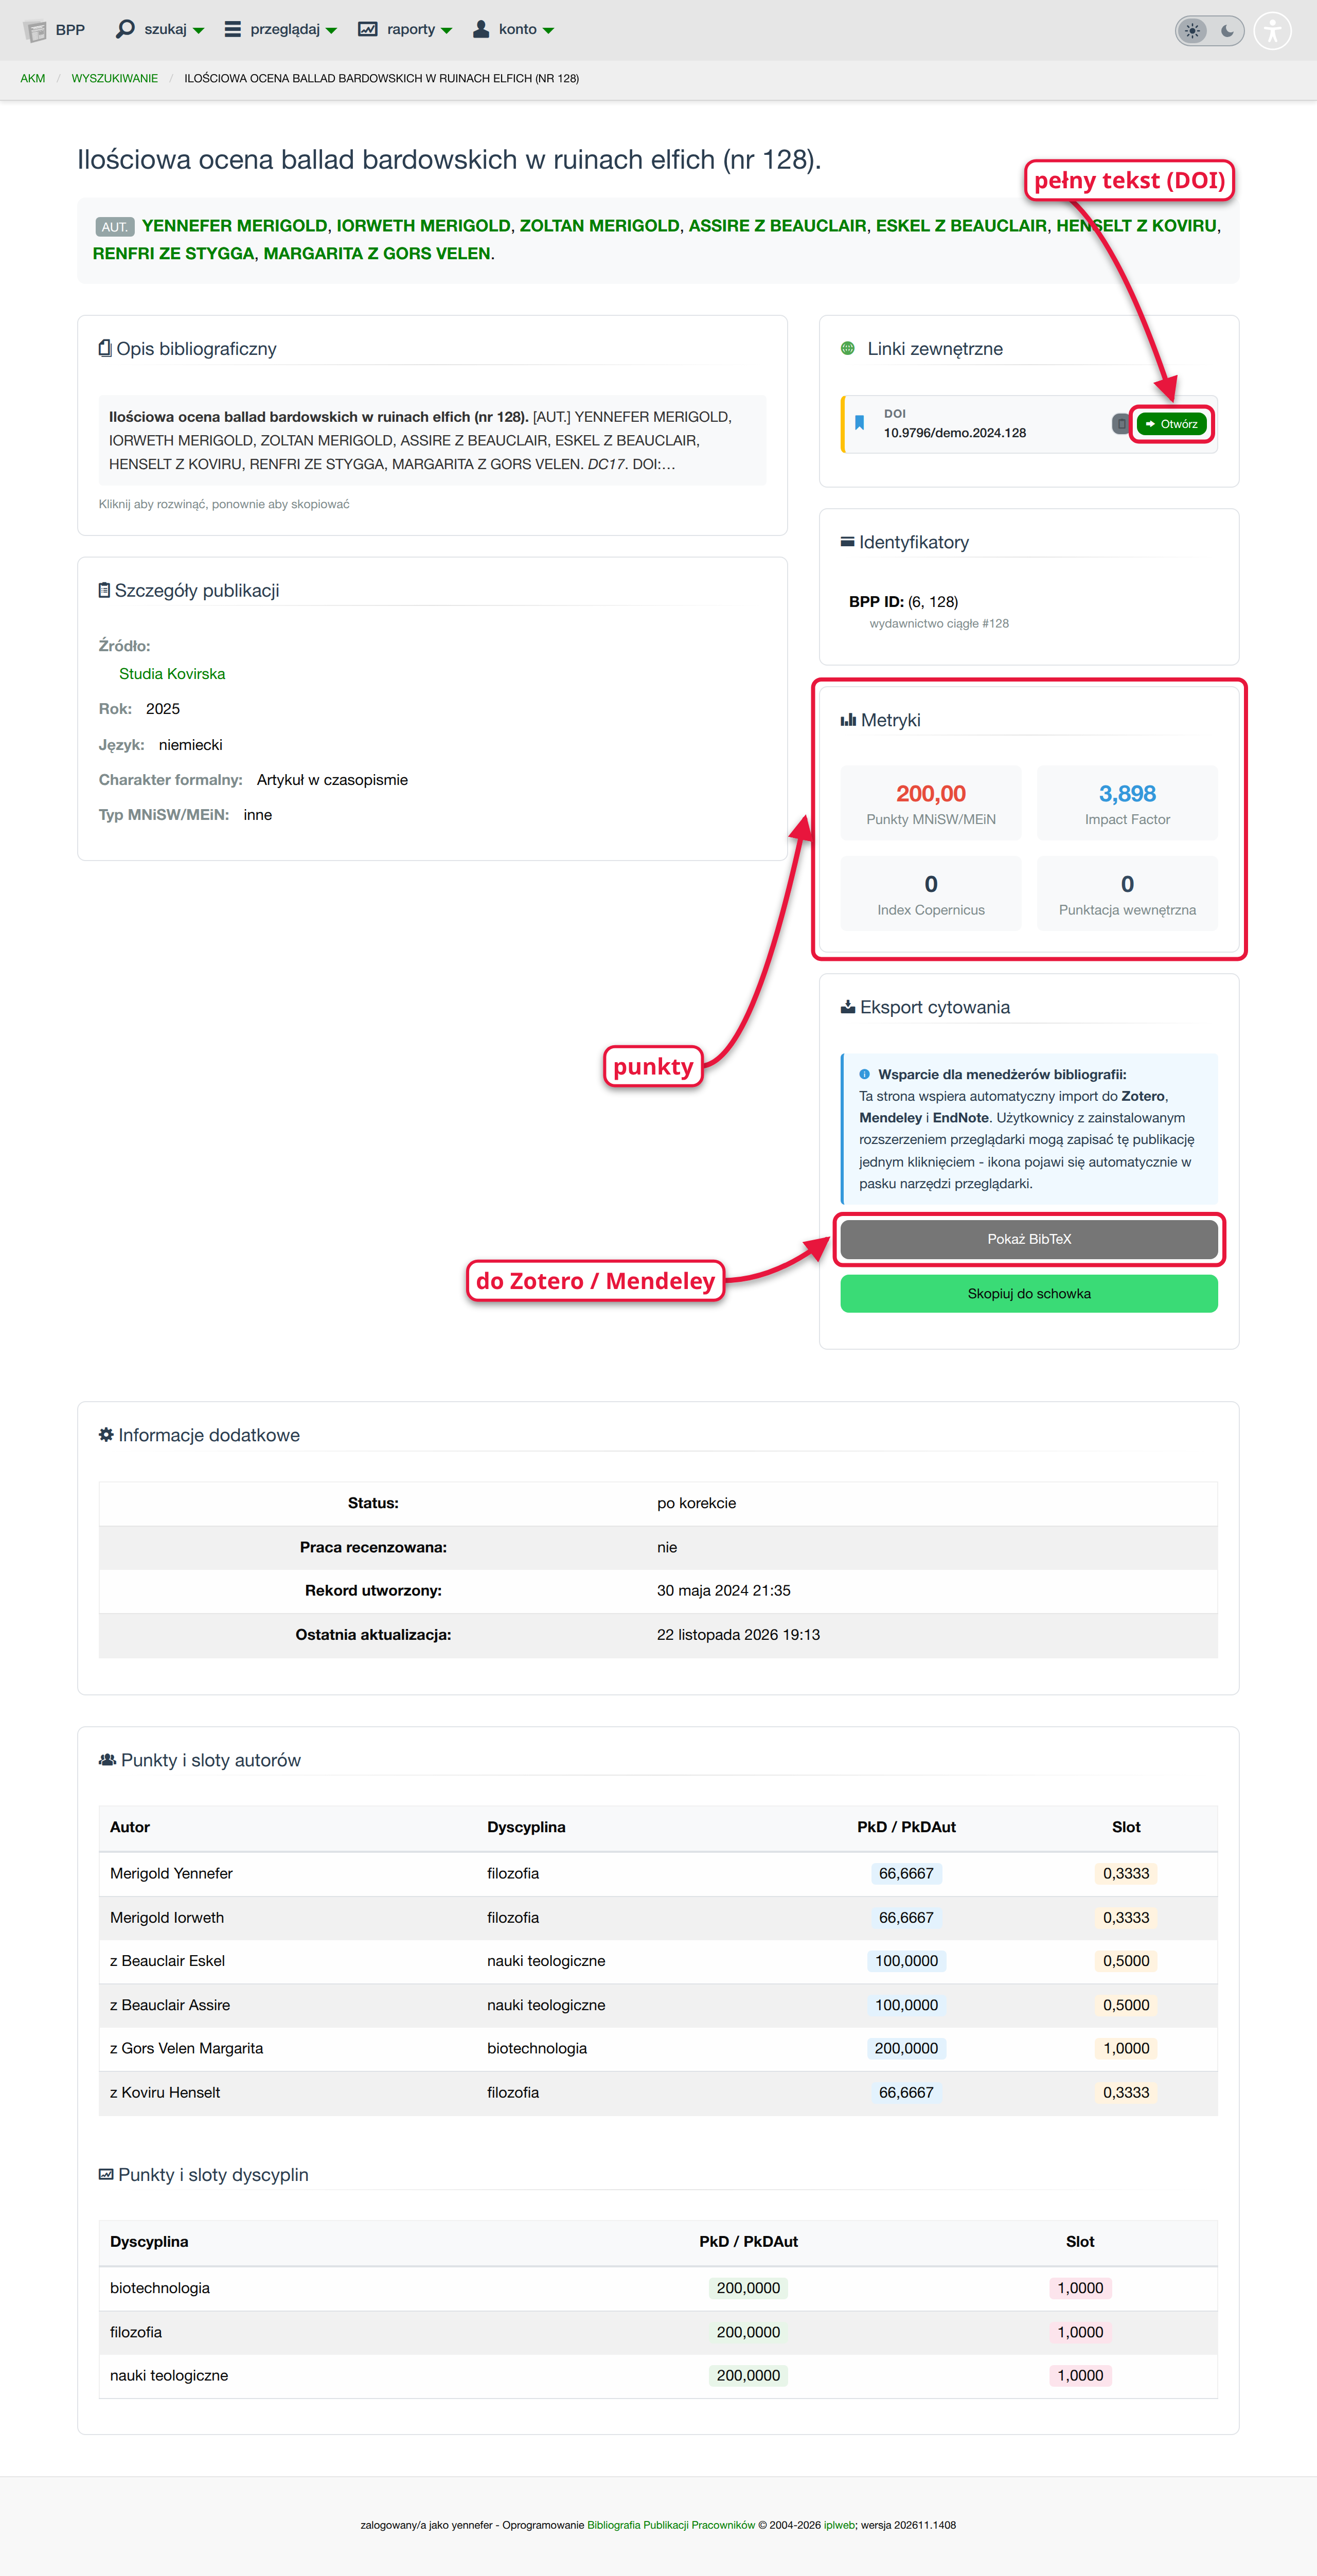 BPP szukaj przeglądaj raporty konto
AKM / WYSZUKIWANIE / ILOŚCIOWA OCENA BALLAD BARDOWSKICH W RUINACH ELFICH (NR 128)
Ilościowa ocena ballad bardowskich w ruinach elfich (nr 128).
pełny tekst (DOI)
AUT. YENNEFER MERIGOLD, IORWETH MERIGOLD, ZOLTAN MERIGOLD, ASSIRE Z BEAUCLAIR, ESKEL Z BEAUCLAIR, HENSELT Z KOVIRU,
RENFRI ZE STYGGA, MARGARITA Z GORS VELEN.
Opis bibliograficzny
Ilościowa ocena ballad bardowskich w ruinach elfich (nr 128). [AUT.] YENNEFER MERIGOLD,
IORWETH MERIGOLD, ZOLTAN MERIGOLD, ASSIRE Z BEAUCLAIR, ESKEL Z BEAUCLAIR,
HENSELT Z KOVIRU, RENFRI ZE STYGGA, MARGARITA Z GORS VELEN. DC17. DOI:…
Kliknij aby rozwinąć, ponownie aby skopiować
Szczegóły publikacji
Źródło:
Studia Kovirska
Rok: 2025
Język: niemiecki
Charakter formalny: Artykuł w czasopismie
Typ MNiSW/MEiN: inne
Linki zewnętrzne
DOI
10.9796/demo.2024.128
Otwórz
Identyfikatory
BPP ID: (6, 128)
wydawnictwo ciągłe #128
Metryki
200,00
Punkty MNiSW/MEiN
3,898
Impact Factor
0
Index Copernicus
0
Punktacja wewnętrzna
punkty
Eksport cytowania
Wsparcie dla menedżerów bibliografii:
Ta strona wspiera automatyczny import do Zotero,
Mendeley i EndNote. Użytkownicy z zainstalowanym
rozszerzeniem przeglądarki mogą zapisać tę publikację
jednym kliknięciem - ikona pojawi się automatycznie w
pasku narzędzi przeglądarki.
Pokaż BibTeX
do Zotero / Mendeley
Skopiuj do schowka
Informacje dodatkowe
Status: po korekcie
Praca recenzowana: nie
Rekord utworzony: 30 maja 2024 21:35
Ostatnia aktualizacja: 22 listopada 2026 19:13
Punkty i sloty autorów
Autor Dyscyplina PkD / PkDAut Slot
Merigold Yennefer filozofia 66,6667 0,3333
Merigold Iorweth filozofia 66,6667 0,3333
z Beauclair Eskel nauki teologiczne 100,0000 0,5000
z Beauclair Assire nauki teologiczne 100,0000 0,5000
z Gors Velen Margarita biotechnologia 200,0000 1,0000
z Koviru Henselt filozofia 66,6667 0,3333
Punkty i sloty dyscyplin
Dyscyplina PkD / PkDAut Slot
biotechnologia 200,0000 1,0000
filozofia 200,0000 1,0000
nauki teologiczne 200,0000 1,0000
zalogowany/a jako yennefer - Oprogramowanie Bibliografia Publikacji Pracowników © 2004-2026 iplweb; wersja 202611.1408